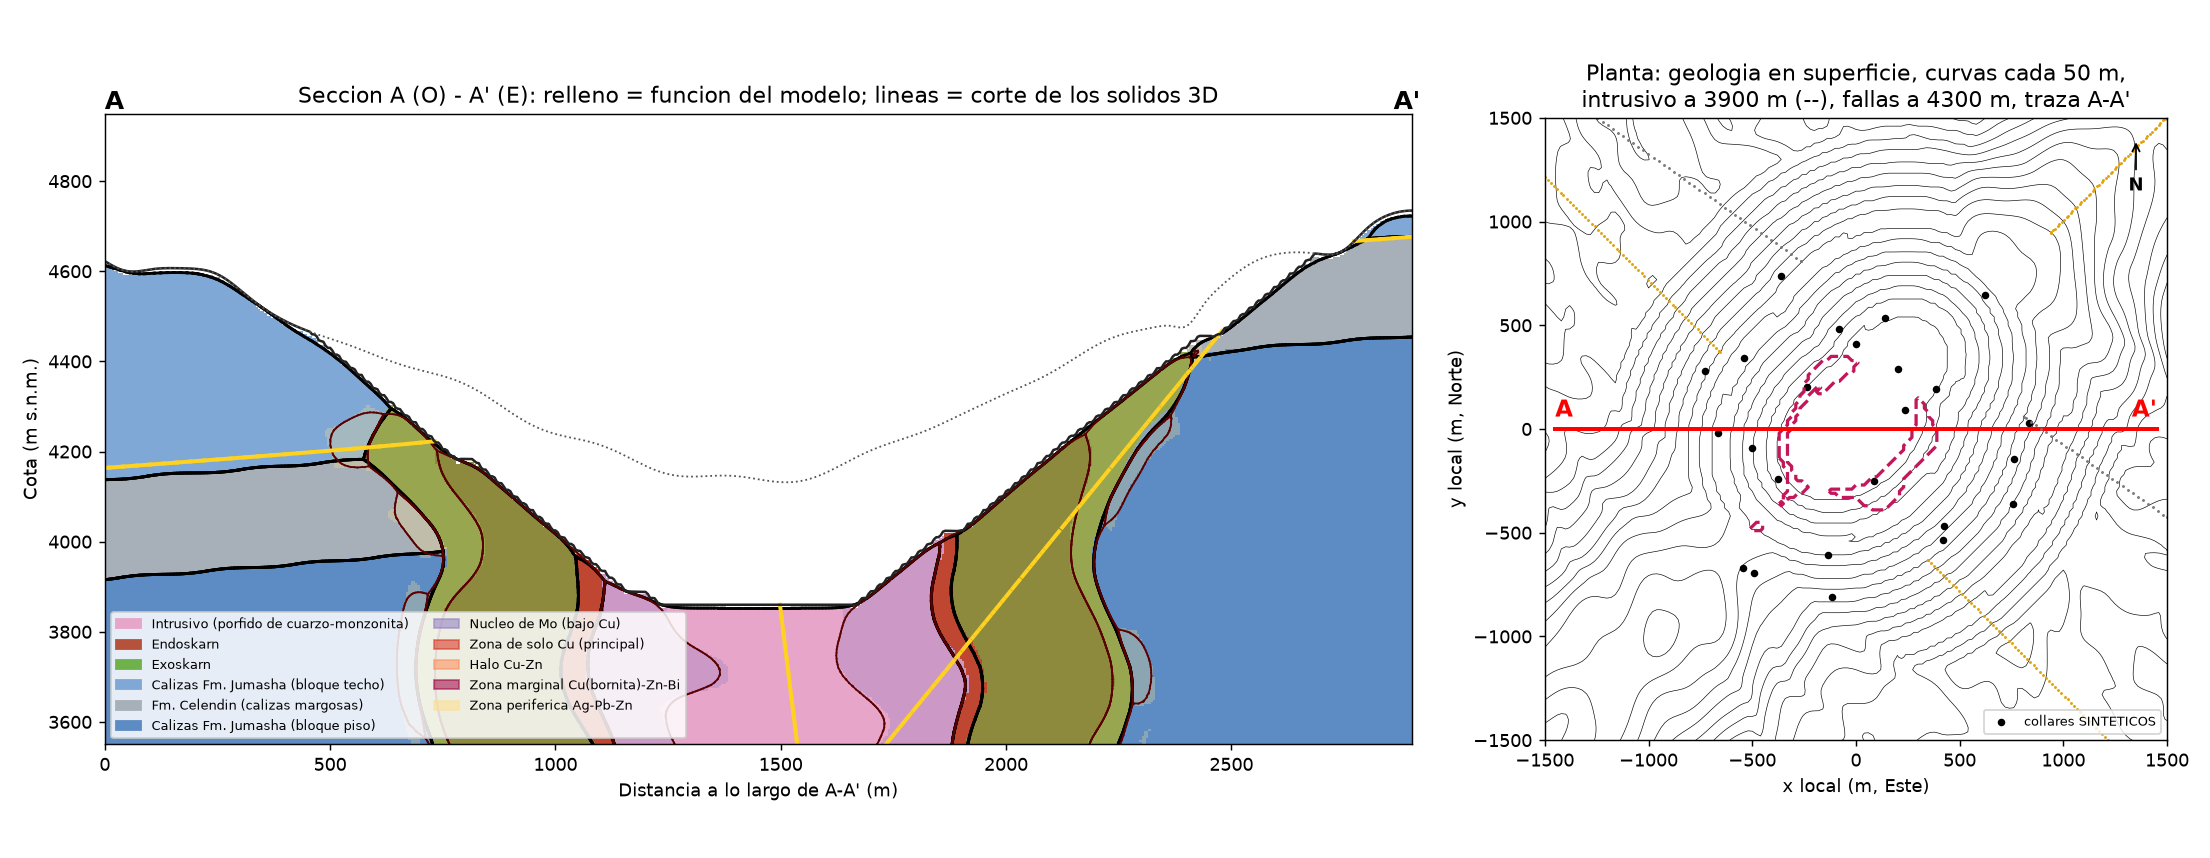 A
Seccion A (O) - A' (E): relleno = funcion del modelo; lineas = corte de los solidos 3D
A'
Cota (m s.n.m.)
4800
4600
4400
4200
4000
3800
3600
Intrusivo (porfido de cuarzo-monzonita)
Endoskarn
Exoskarn
Calizas Fm. Jumasha (bloque techo)
Fm. Celendin (calizas margosas)
Calizas Fm. Jumasha (bloque piso)
Nucleo de Mo (bajo Cu)
Zona de solo Cu (principal)
Halo Cu-Zn
Zona marginal Cu(bornita)-Zn-Bi
Zona periferica Ag-Pb-Zn
0
500
1000
1500
2000
2500
Distancia a lo largo de A-A' (m)
Planta: geologia en superficie, curvas cada 50 m,
intrusivo a 3900 m (--), fallas a 4300 m, traza A-A'
y local (m, Norte)
1500
1000
500
0
−500
−1000
−1500
N
A
A'
collares SINTETICOS
−1500
−1000
−500
0
500
1000
1500
x local (m, Este)